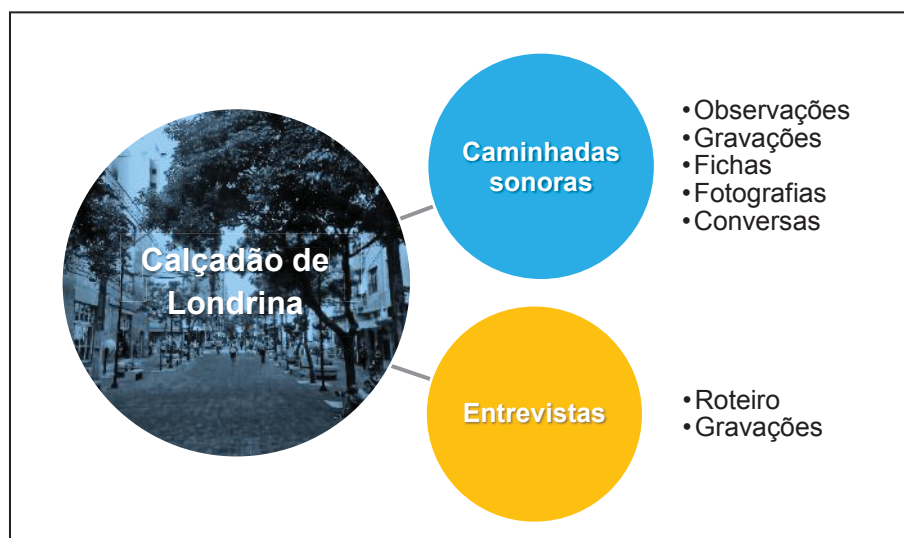 Calçadão de
Londrina
Caminhadas
sonoras
•Observações
•Gravações
•Fichas
•Fotografias
•Conversas
Entrevistas
•Roteiro
•Gravações